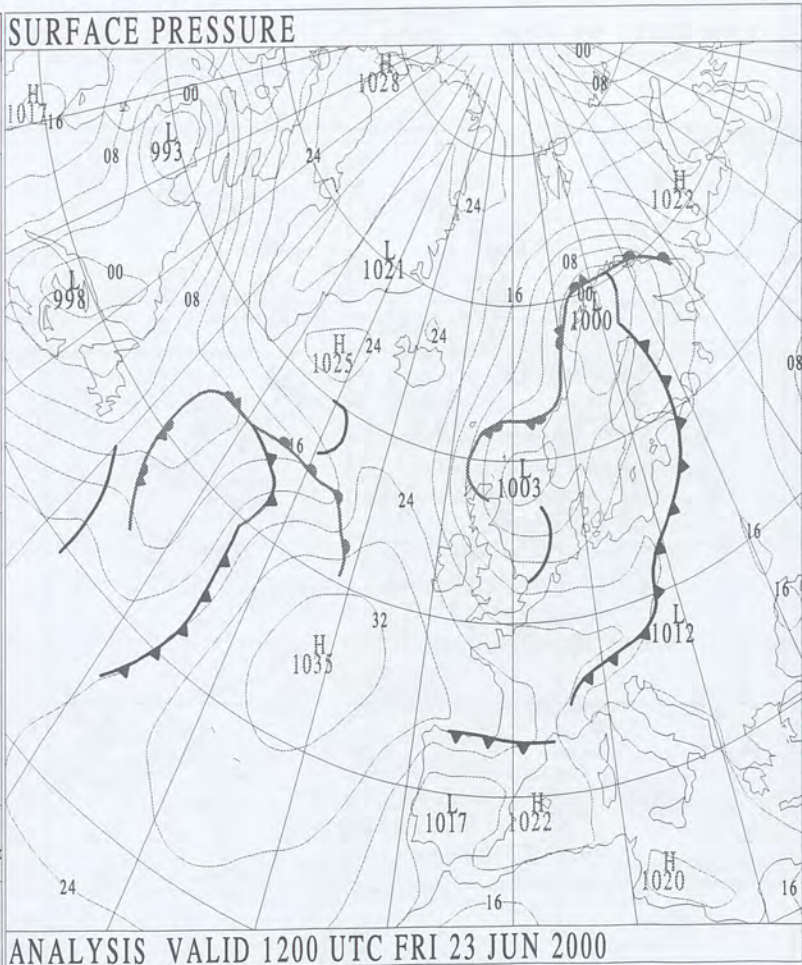 SURFACE PRESSURE
00
H
1028
08
H
1017
00
16
L
993
08
24
H
1022
24
L
1021
08
00
L
998
00
08
16
L
1000
24
24
H
1025
08
16
L
1003
24
16
16
32
L
1012
H
1035
L
1017
H
1022
H
1020
24
16
16
ANALYSIS VALID 1200 UTC FRI 23 JUN 2000